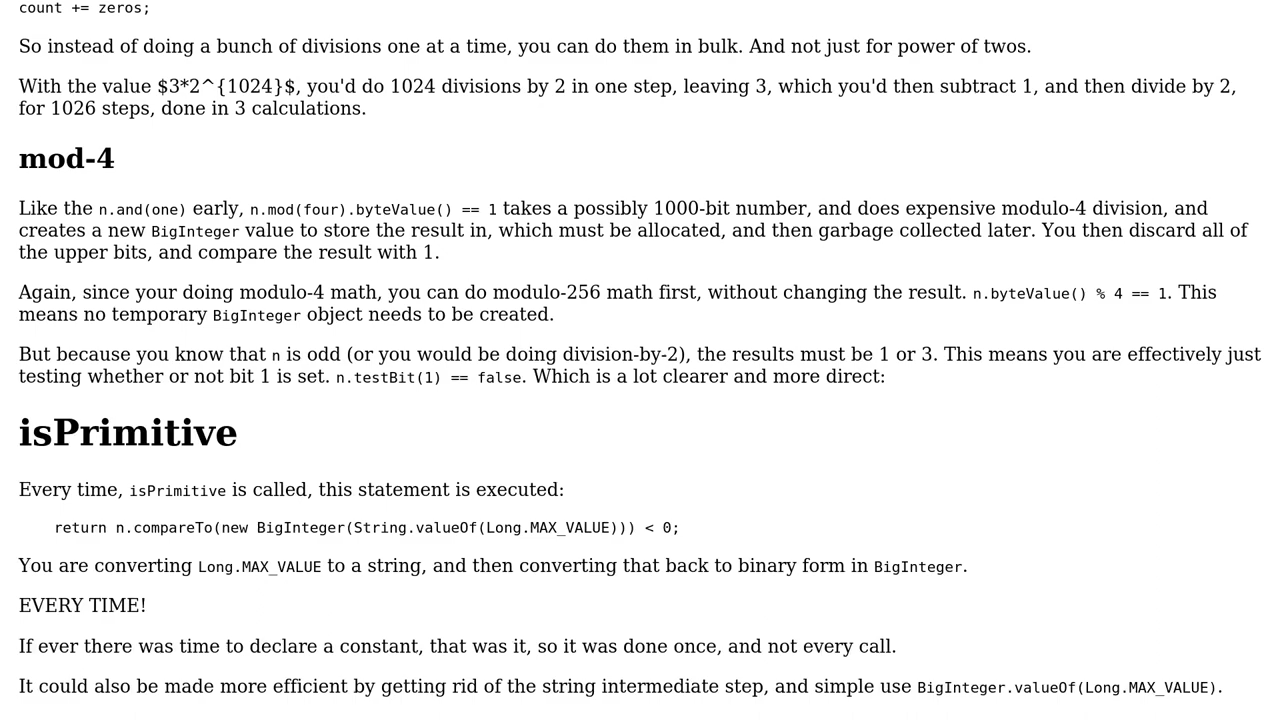 count += zeros;
So instead of doing a bunch of divisions one at a time, you can do them in bulk. And not just for power of twos.
With the value $3*2^{1024}$, you'd do 1024 divisions by 2 in one step, leaving 3, which you'd then subtract 1, and then divide by 2,
for 1026 steps, done in 3 calculations.
mod-4
Like the n.and(one) early, n.mod(four).byteValue() == 1 takes a possibly 1000-bit number, and does expensive modulo-4 division, and
creates a new BigInteger value to store the result in, which must be allocated, and then garbage collected later. You then discard all of
the upper bits, and compare the result with 1.
Again, since your doing modulo-4 math, you can do modulo-256 math first, without changing the result. n.byteValue() % 4 == 1. This
means no temporary BigInteger object needs to be created.
But because you know that n is odd (or you would be doing division-by-2), the results must be 1 or 3. This means you are effectively just
testing whether or not bit 1 is set. n.testBit(1) == false. Which is a lot clearer and more direct:
isPrimitive
Every time, isPrimitive is called, this statement is executed:
return n.compareTo(new BigInteger(String.valueOf(Long.MAX_VALUE))) < 0;
You are converting Long.MAX_VALUE to a string, and then converting that back to binary form in BigInteger.
EVERY TIME!
If ever there was time to declare a constant, that was it, so it was done once, and not every call.
It could also be made more efficient by getting rid of the string intermediate step, and simple use BigInteger.valueOf(Long.MAX_VALUE).